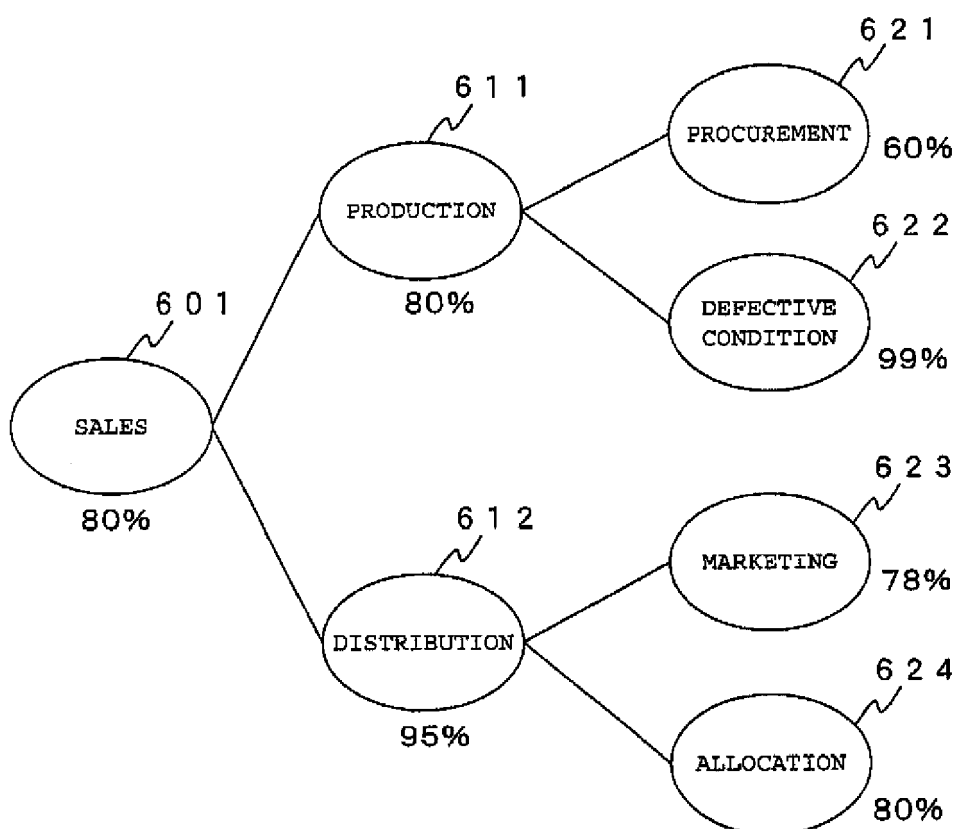 621
611
PROCUREMENT
60%
PRODUCTION
622
80%
DEFECTIVE
CONDITION
99%
601
SALES
80%
623
612
MARKETING
78%
DISTRIBUTION
624
95%
ALLOCATION
80%